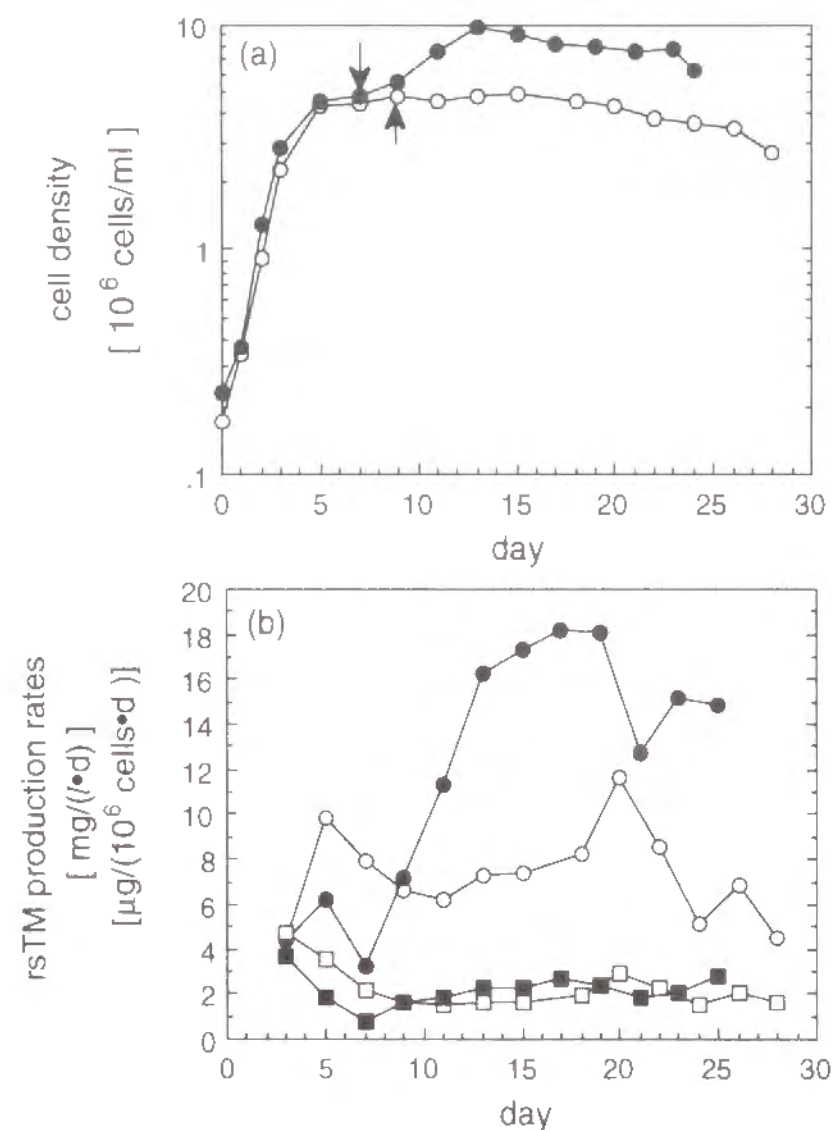 (a)
10
1
.1
cell density
[ 10⁶ cells/ml ]
0 5 10 15 20 25 30
day
(b)
20
18
16
14
12
10
8
6
4
2
0
rsTM production rates
[ mg/(l•d) ]
[µg/(10⁶ cells•d )]
0 5 10 15 20 25 30
day